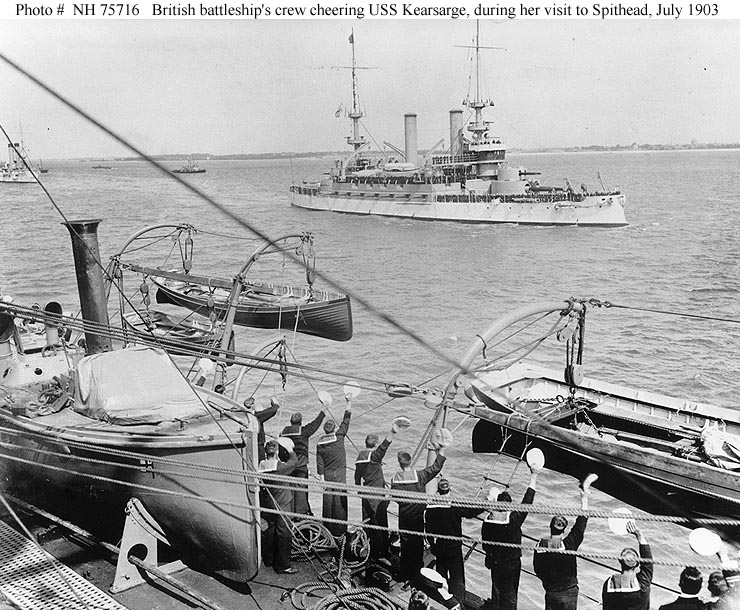 Photo # NH 75716 British battleship's crew cheering USS Kearsarge, during her visit to Spithead, July 1903